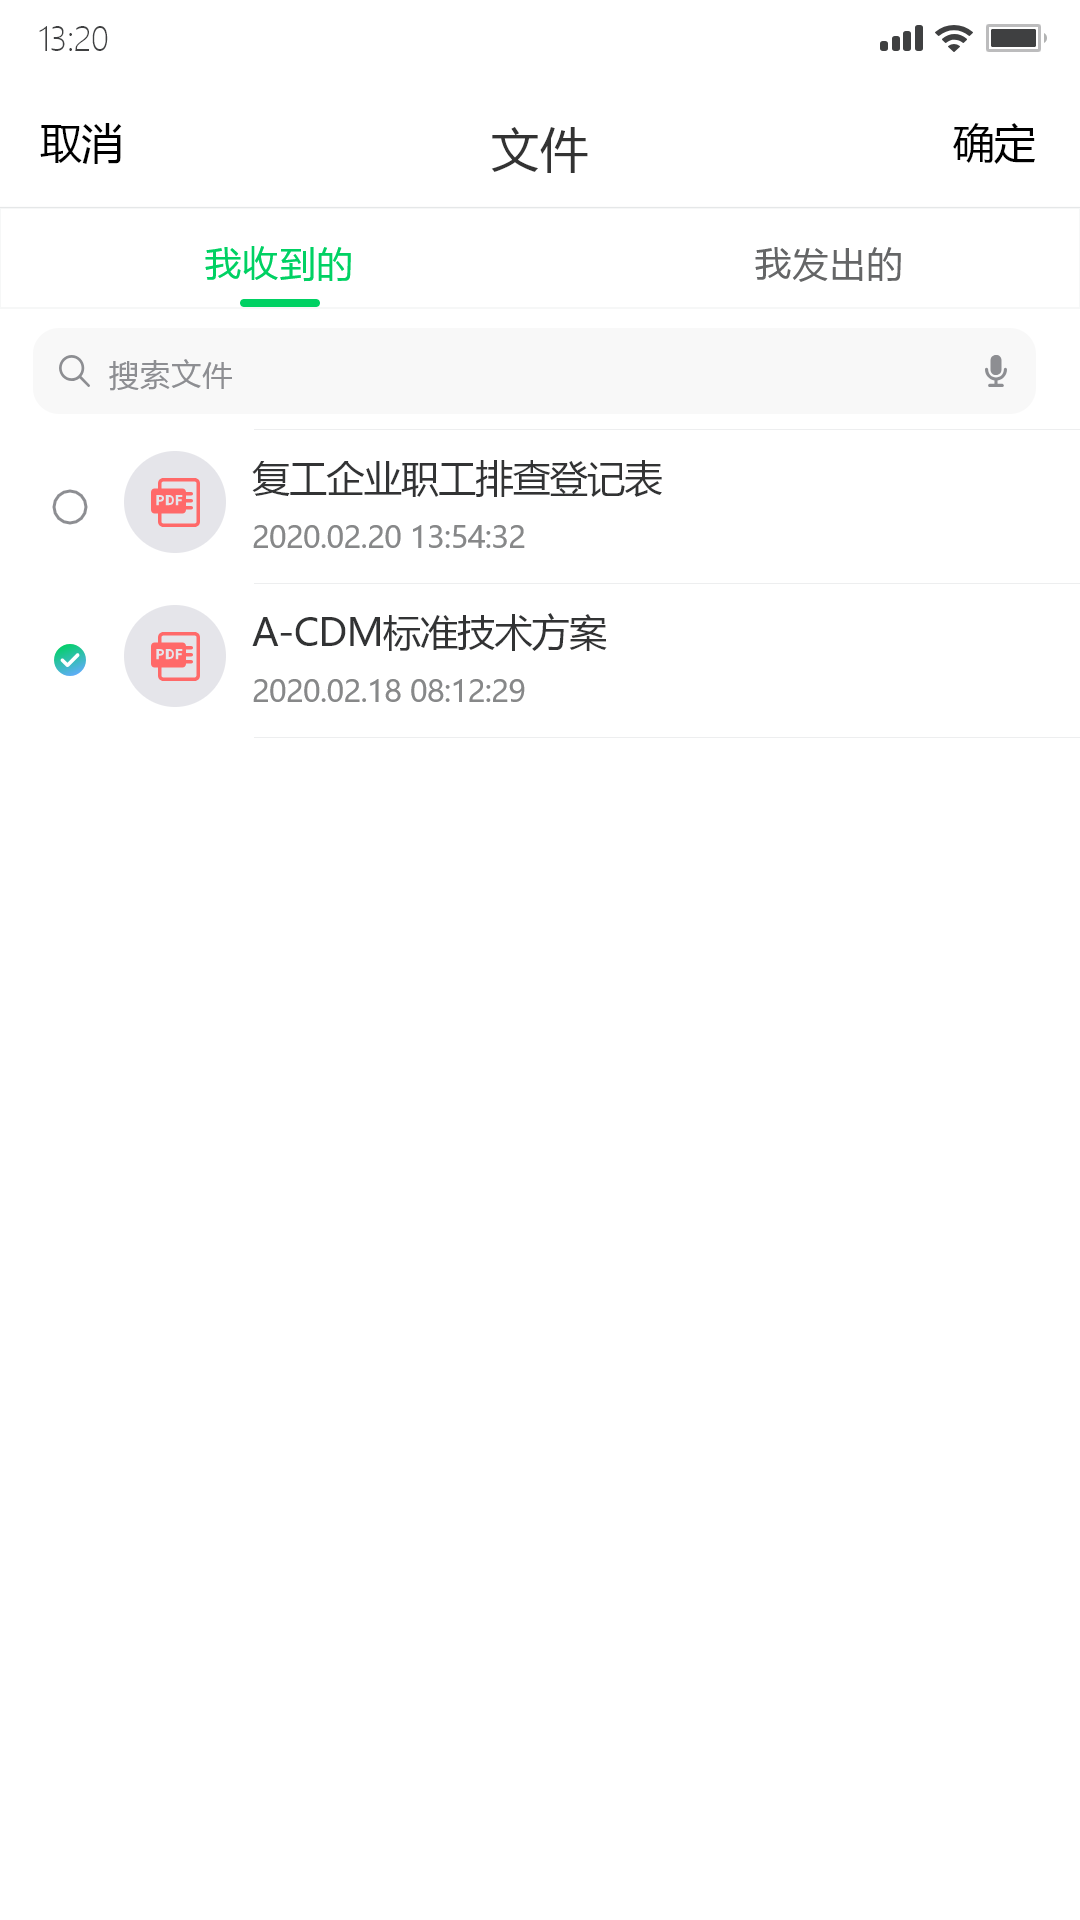 13:20
取消 文件 确定
我收到的 我发出的
搜索文件
复工企业职工排查登记表
PDF
2020.02.20 13:54:32
A-CDM标准技术方案
PDF
2020.02.18 08:12:29